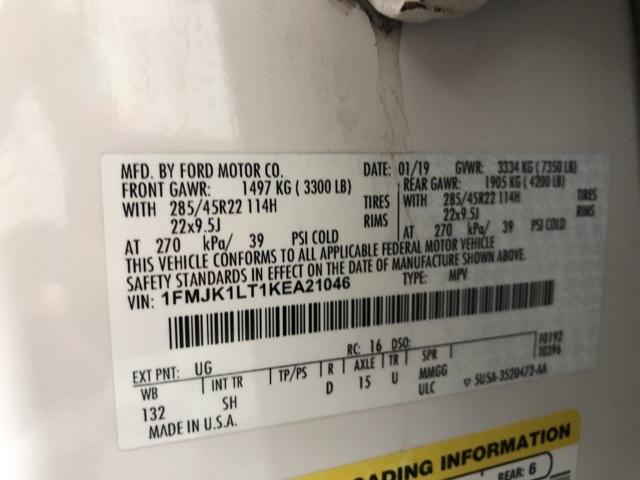 MFD. BY FORD MOTOR CO. DATE: 01/19 GVWR: 3334 KG ( 7350 LB)
FRONT GAWR: 1497 KG ( 3300 LB) REAR GAWR: 1905 KG ( 4200 LB)
WITH 285/45R22 114H TIRES WITH 285/45R22 114H TIRES
22x9.5J RIMS 22x9.5J RIMS
AT 270 kPa/ 39 PSI COLD AT 270 kPa/ 39 PSI COLD
THIS VEHICLE CONFORMS TO ALL APPLICABLE FEDERAL MOTOR VEHICLE
SAFETY STANDARDS IN EFFECT ON THE DATE OF MANUFACTURE SHOWN ABOVE.
VIN: 1FMJK1LT1KEA21046 TYPE: MPV
F0192
T0396
EXT PNT: UG RC: 16 DSO:
WB INT TR TP/PS R AXLE TR SPR
132 SH D 15 U MMGG
ULC ▽ 5U5A-3520472-AA
MADE IN U.S.A.
LOADING INFORMATION
REAR: 6